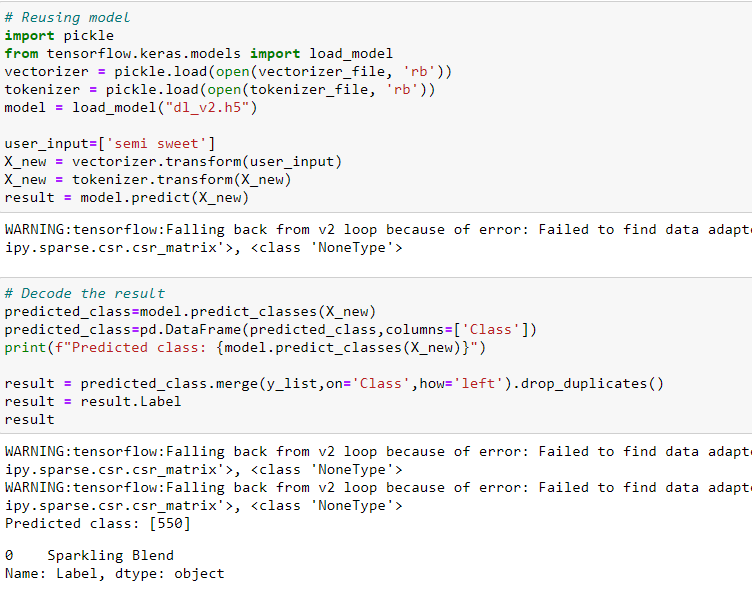 # Reusing model
import pickle
from tensorflow.keras.models import load_model
vectorizer = pickle.load(open(vectorizer_file, 'rb'))
tokenizer = pickle.load(open(tokenizer_file, 'rb'))
model = load_model("dl_v2.h5")
user_input=['semi sweet']
X_new = vectorizer.transform(user_input)
X_new = tokenizer.transform(X_new)
result = model.predict(X_new)
WARNING:tensorflow:Falling back from v2 loop because of error: Failed to find data adapt
ipy.sparse.csr.csr_matrix'>, <class 'NoneType'>
# Decode the result
predicted_class=model.predict_classes(X_new)
predicted_class=pd.DataFrame(predicted_class,columns=['Class'])
print(f"Predicted class: {model.predict_classes(X_new)}")
result = predicted_class.merge(y_list,on='Class',how='left').drop_duplicates()
result = result.Label
result
WARNING:tensorflow:Falling back from v2 loop because of error: Failed to find data adapt
ipy.sparse.csr.csr_matrix'>, <class 'NoneType'>
WARNING:tensorflow:Falling back from v2 loop because of error: Failed to find data adapt
ipy.sparse.csr.csr_matrix'>, <class 'NoneType'>
Predicted class: [550]
0    Sparkling Blend
Name: Label, dtype: object